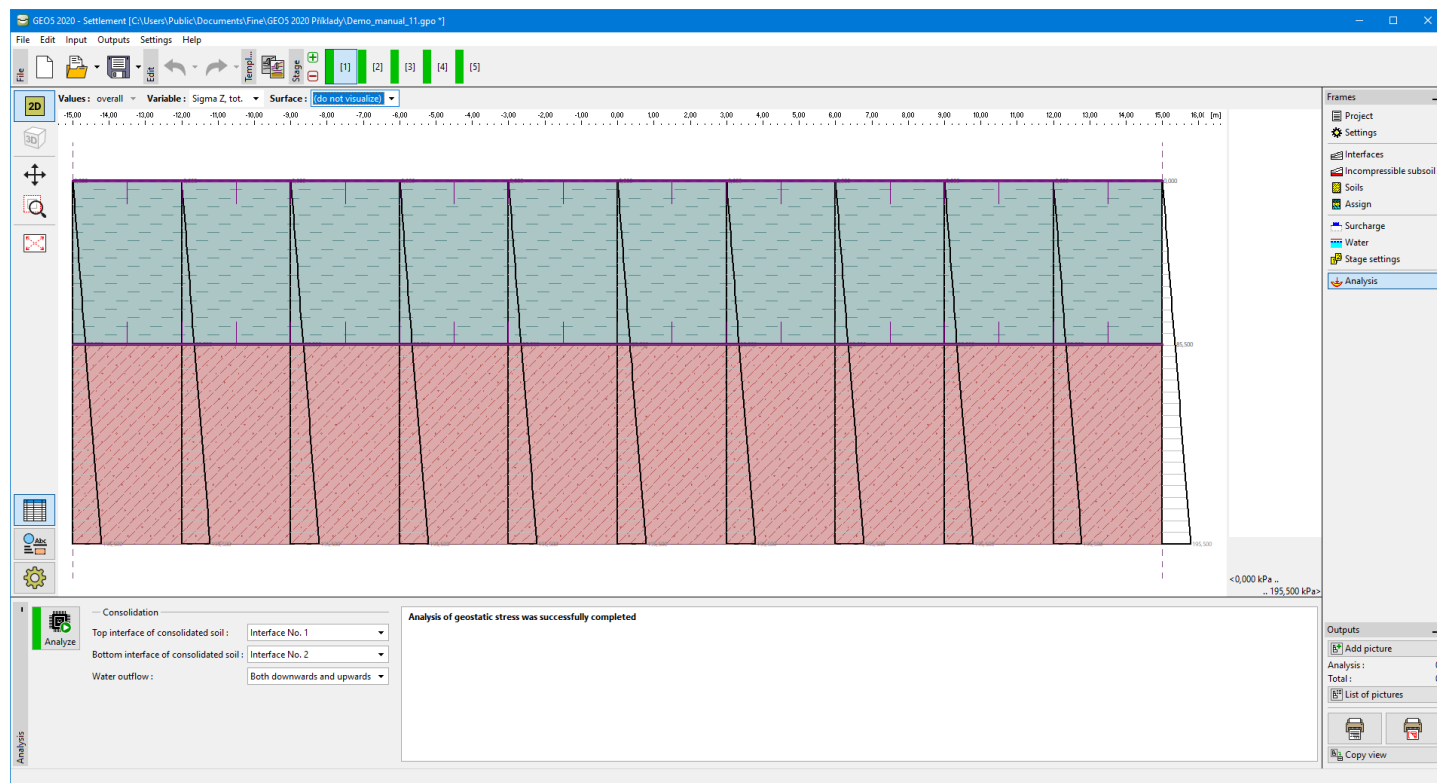 GEO5 2020 - Settlement [C:\Users\Public\Documents\Fine\GEO5 2020 Příklady\Demo_manual_11.gpo *]
File Edit Input Outputs Settings Help
File
Edit
Templ...
Stage
[1] [2] [3] [4] [5]
2D
3D
Values : overall Variable : Sigma Z, tot. Surface : (do not visualize)
-15,00 -14,00 -13,00 -12,00 -11,00 -10,00 -9,00 -8,00 -7,00 -6,00 -5,00 -4,00 -3,00 -2,00 -1,00 0,00 1,00 2,00 3,00 4,00 5,00 6,00 7,00 8,00 9,00 10,00 11,00 12,00 13,00 14,00 15,00 16,0( [m]
0,000
85,500
195,500
<0,000 kPa ..
.. 195,500 kPa>
Abc
Frames
Project
Settings
Interfaces
Incompressible subsoil
Soils
Assign
Surcharge
Water
Stage settings
Analysis
Analysis
Analyze
Consolidation
Top interface of consolidated soil : Interface No. 1
Bottom interface of consolidated soil : Interface No. 2
Water outflow : Both downwards and upwards
Analysis of geostatic stress was successfully completed
Outputs
Add picture
Analysis :
Total :
List of pictures
Copy view